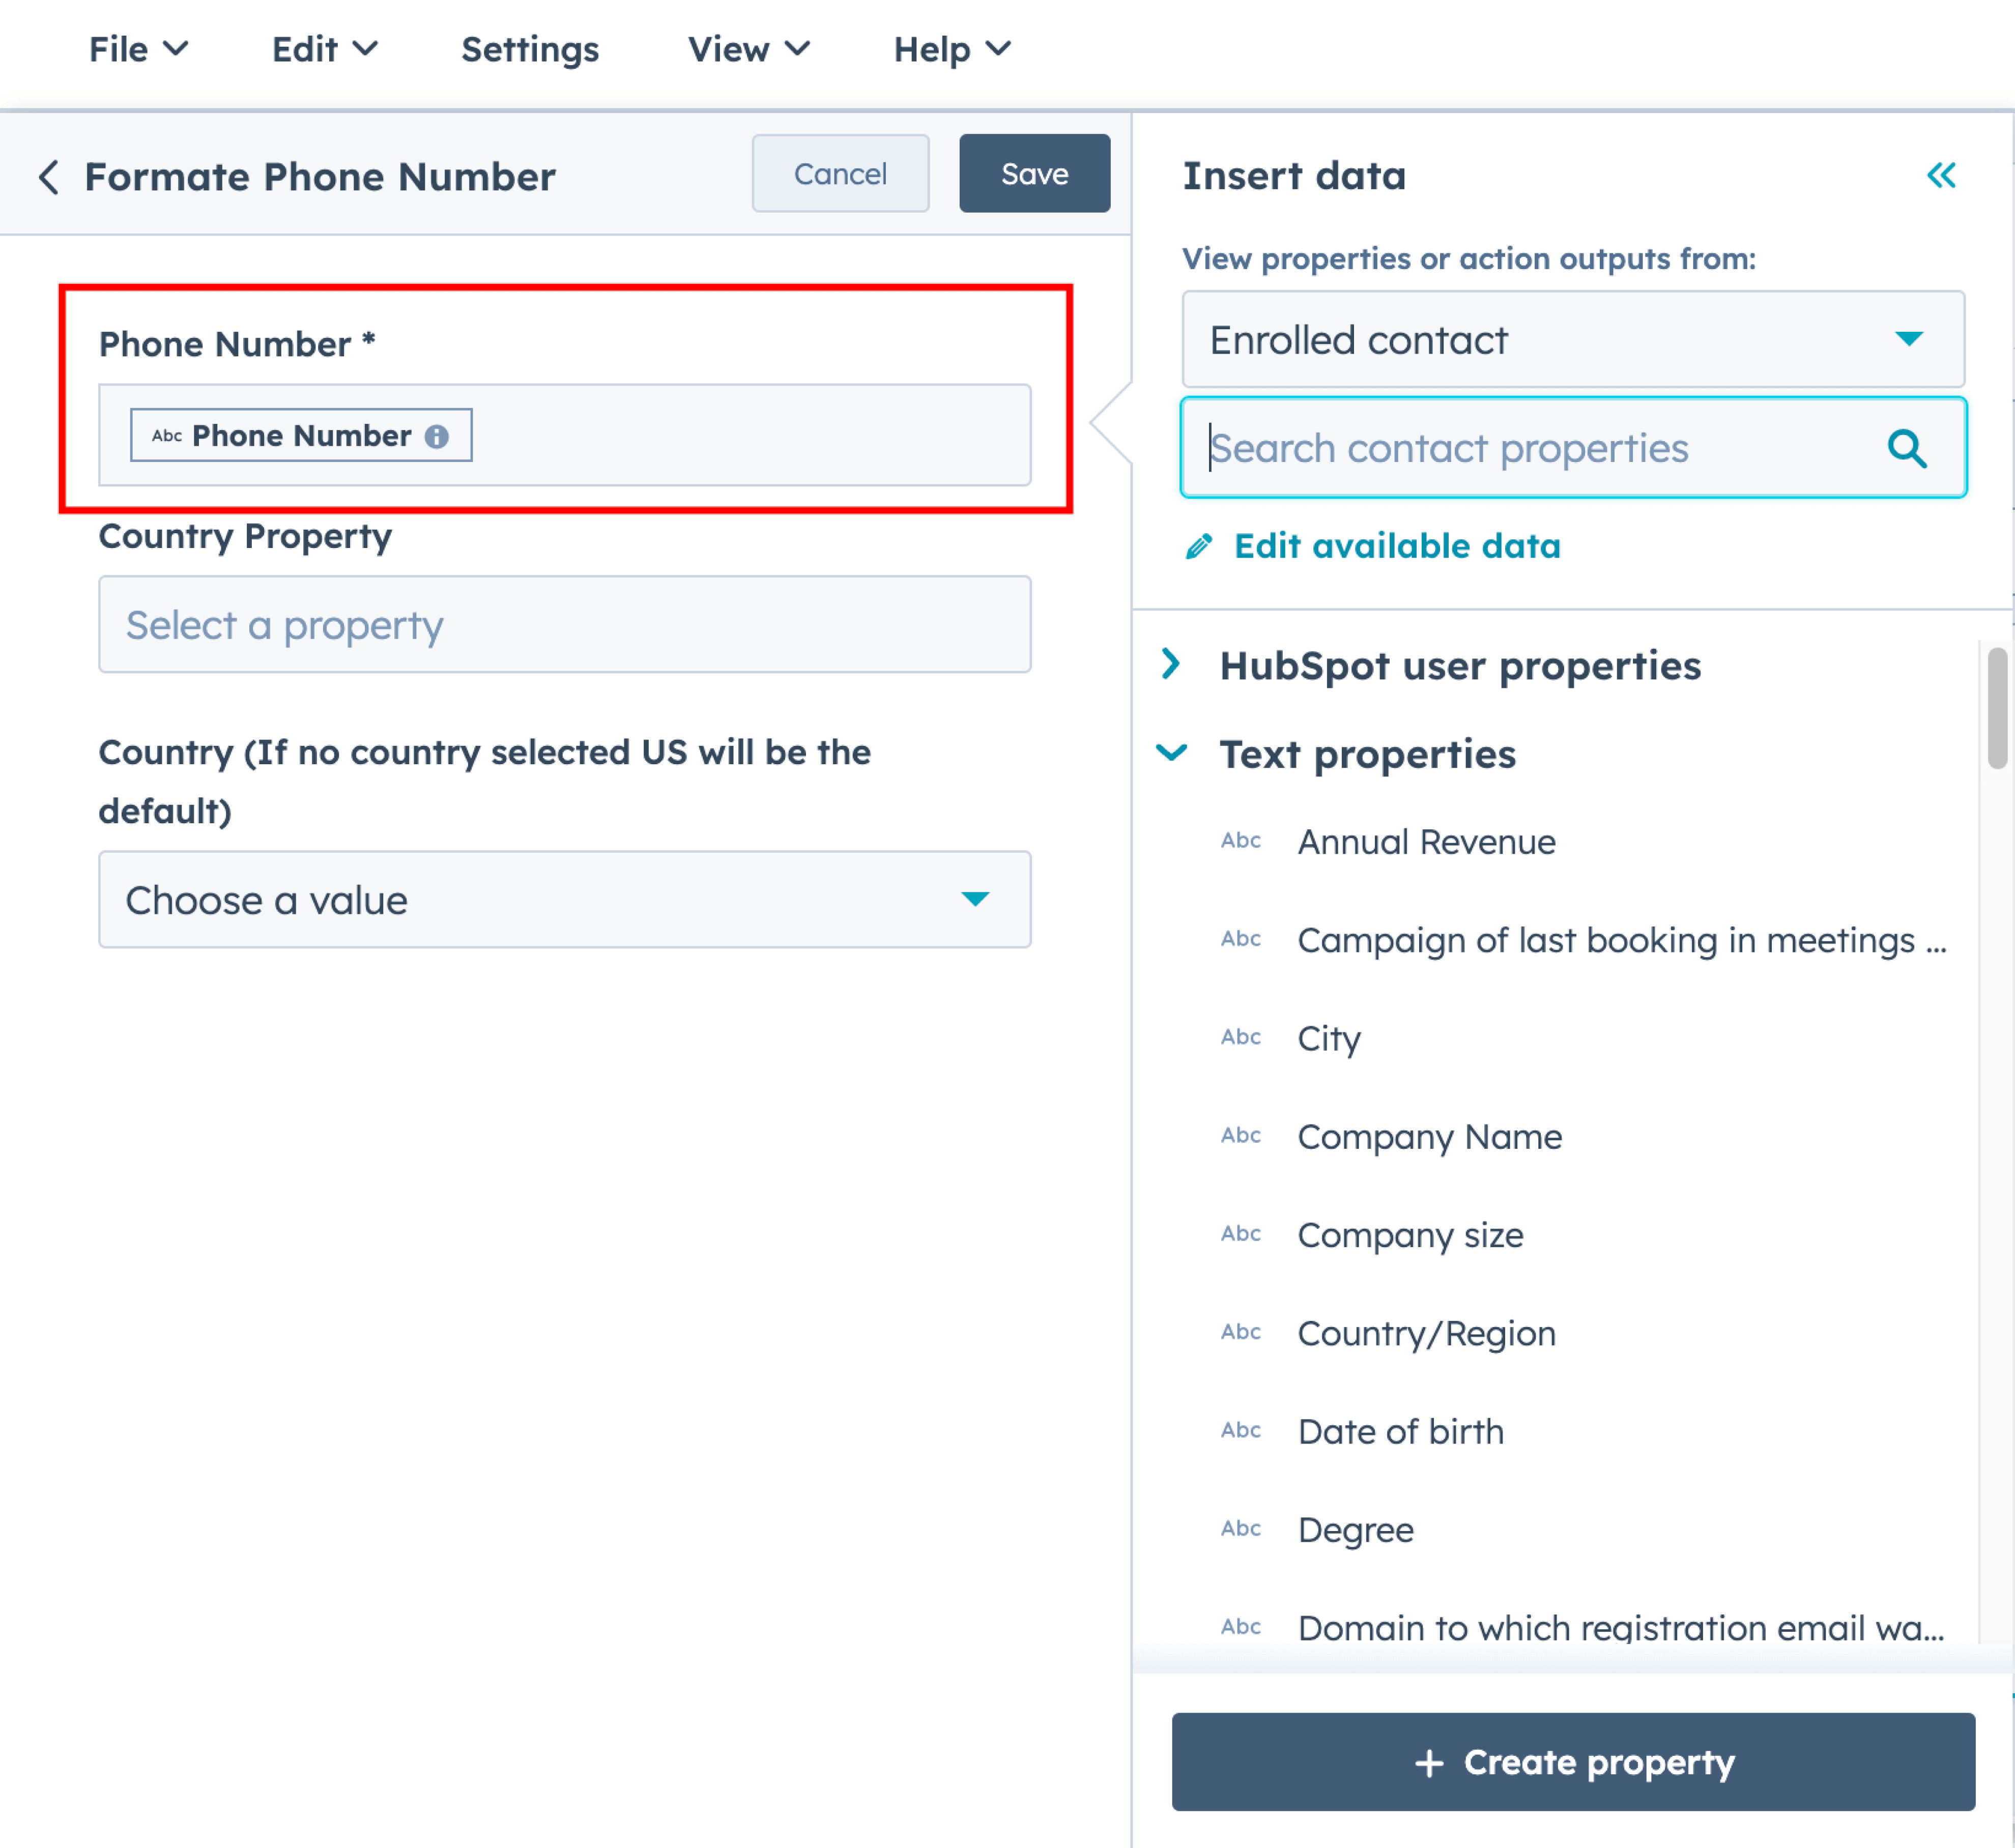 File Edit Settings View Help
Formate Phone Number Cancel Save
Phone Number *
Abc Phone Number
Country Property
Select a property
Country (If no country selected US will be the
default)
Choose a value
Insert data
View properties or action outputs from:
Enrolled contact
Search contact properties
Edit available data
HubSpot user properties
Text properties
Abc Annual Revenue
Abc Campaign of last booking in meetings ...
Abc City
Abc Company Name
Abc Company size
Abc Country/Region
Abc Date of birth
Abc Degree
Abc Domain to which registration email wa...
+ Create property